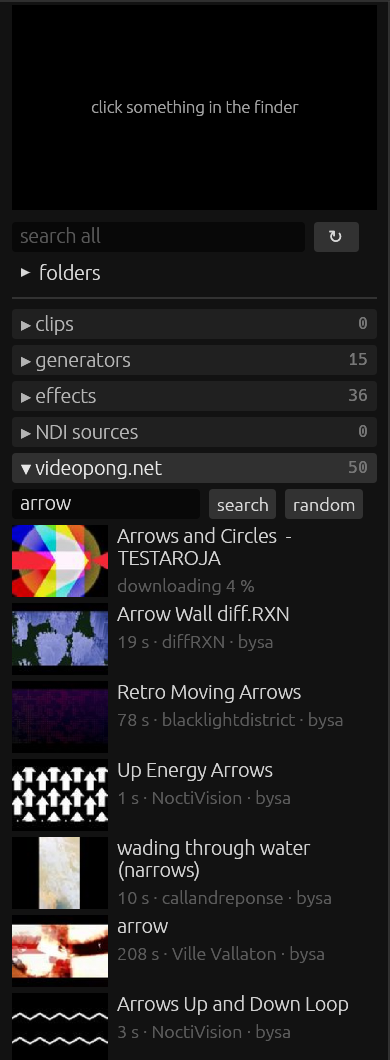 click something in the finder
search all ↻
▸ folders
▸ clips 0
▸ generators 15
▸ effects 36
▸ NDI sources 0
▾ videopong.net 50
arrow search random
Arrows and Circles -
TESTAROJA
downloading 4 %
Arrow Wall diff.RXN
19 s · diffRXN · bysa
Retro Moving Arrows
78 s · blacklightdistrict · bysa
Up Energy Arrows
1 s · NoctiVision · bysa
wading through water
(narrows)
10 s · callandreponse · bysa
arrow
208 s · Ville Vallaton · bysa
Arrows Up and Down Loop
3 s · NoctiVision · bysa